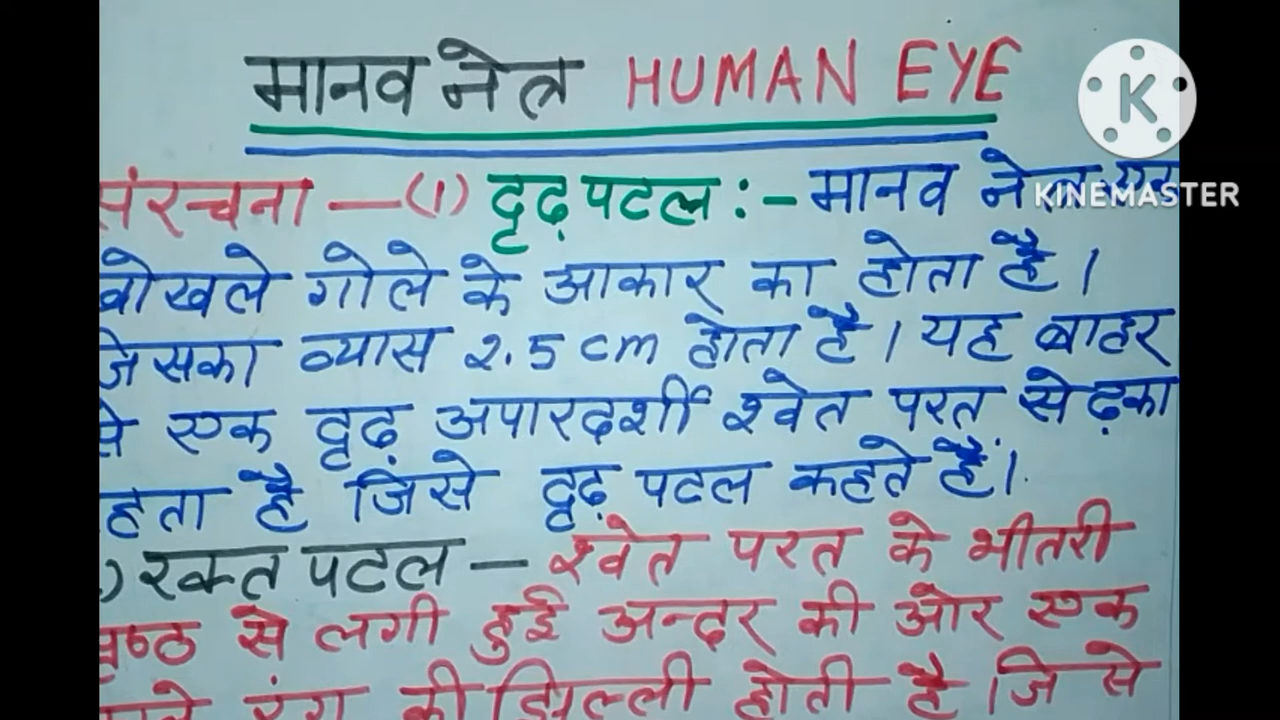 मानव नेत्र HUMAN EYE
K
KINEMASTER
संरचना —(1) दृढ़ पटल :- मानव नेत्र एक
खोखले गोले के आकार का होता है।
जिसका व्यास 2.5 cm होता है। यह बाहर
से एक दृढ़ अपारदर्शी श्वेत परत से ढ़का
रहता है जिसे दृढ़ पटल कहते हैं।
) रक्त पटल — श्वेत परत के भीतरी
पृष्ठ से लगी हुई अन्दर की ओर एक
रंग की झिल्ली होती है। जिसे